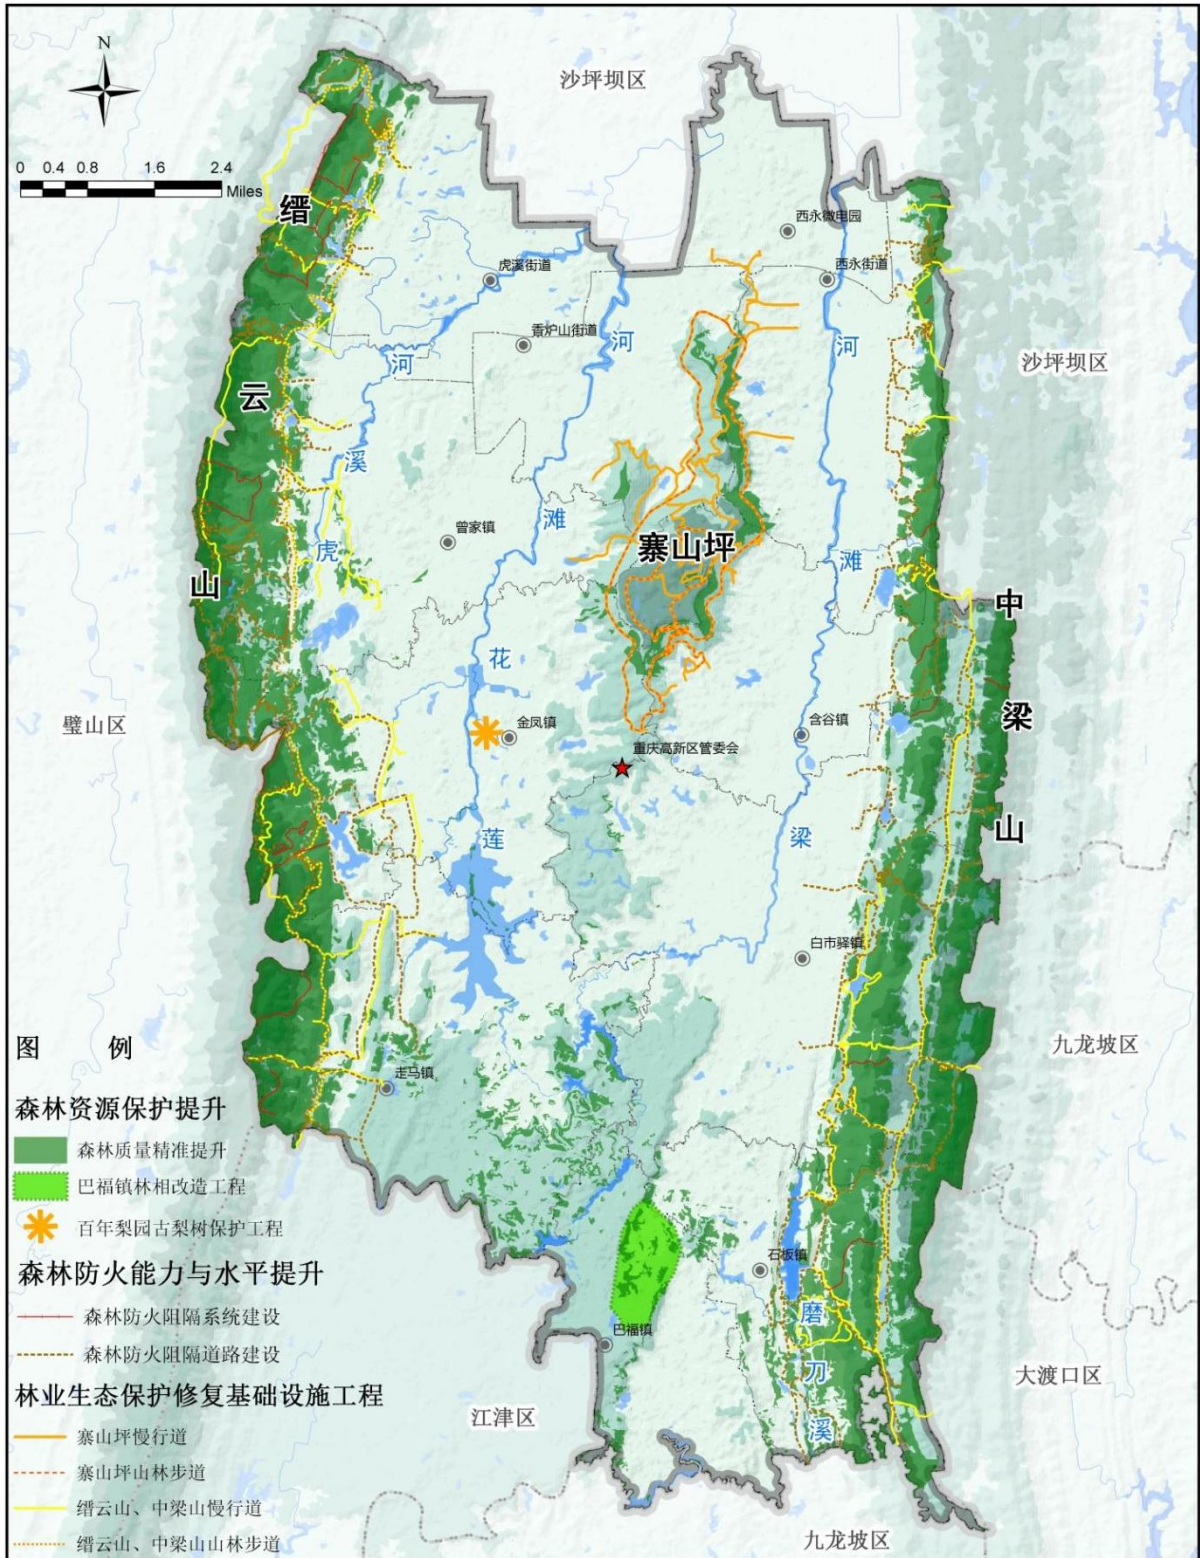 N
0 0.4 0.8 1.6 2.4
Miles
沙坪坝区
缙云山
西永微电园
虎溪街道
西永街道
香炉山街道
沙坪坝区
虎溪河
花滩河
梁滩河
曾家镇
寨山坪
中梁山
璧山区
金凤镇
含谷镇
重庆高新区管委会
莲
白市驿镇
九龙坡区
走马镇
石板镇
磨刀溪
巴福镇
大渡口区
江津区
九龙坡区
图 例
森林资源保护提升
森林质量精准提升
巴福镇林相改造工程
百年梨园古梨树保护工程
森林防火能力与水平提升
森林防火阻隔系统建设
森林防火阻隔道路建设
林业生态保护修复基础设施工程
寨山坪慢行道
寨山坪山林步道
缙云山、中梁山慢行道
缙云山、中梁山山林步道